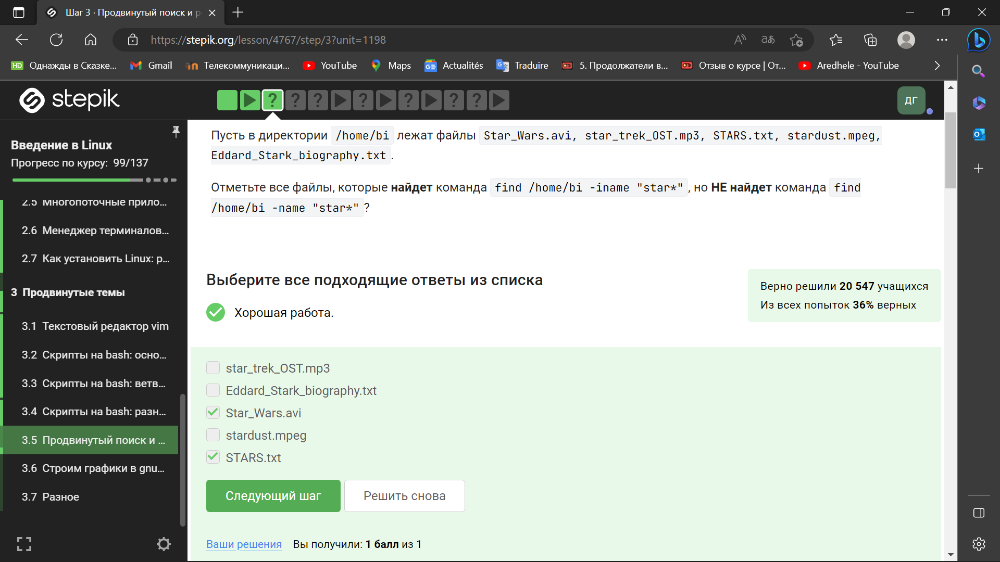 Шаг 3 · Продвинутый поиск и р
https://stepik.org/lesson/4767/step/3?unit=1198
Однажды в Сказке... Gmail Телекоммуникаци... YouTube Maps Actualités Traduire 5. Продолжатели в... Отзыв о курсе | От... Aredhele - YouTube
stepik
ДГ
Введение в Linux
Прогресс по курсу: 99/137
2.5 Многопоточные прило...
2.6 Менеджер терминалов...
2.7 Как установить Linux: р...
3 Продвинутые темы
3.1 Текстовый редактор vim
3.2 Скрипты на bash: осно...
3.3 Скрипты на bash: ветв...
3.4 Скрипты на bash: разн...
3.5 Продвинутый поиск и ...
3.6 Строим графики в gnu...
3.7 Разное
Пусть в директории /home/bi лежат файлы Star_Wars.avi, star_trek_OST.mp3, STARS.txt, stardust.mpeg,
Eddard_Stark_biography.txt.
Отметьте все файлы, которые найдет команда find /home/bi -iname "star*", но НЕ найдет команда find
/home/bi -name "star*"?
Выберите все подходящие ответы из списка
Хорошая работа.
Верно решили 20 547 учащихся
Из всех попыток 36% верных
star_trek_OST.mp3
Eddard_Stark_biography.txt
Star_Wars.avi
stardust.mpeg
STARS.txt
Следующий шаг Решить снова
Ваши решения Вы получили: 1 балл из 1